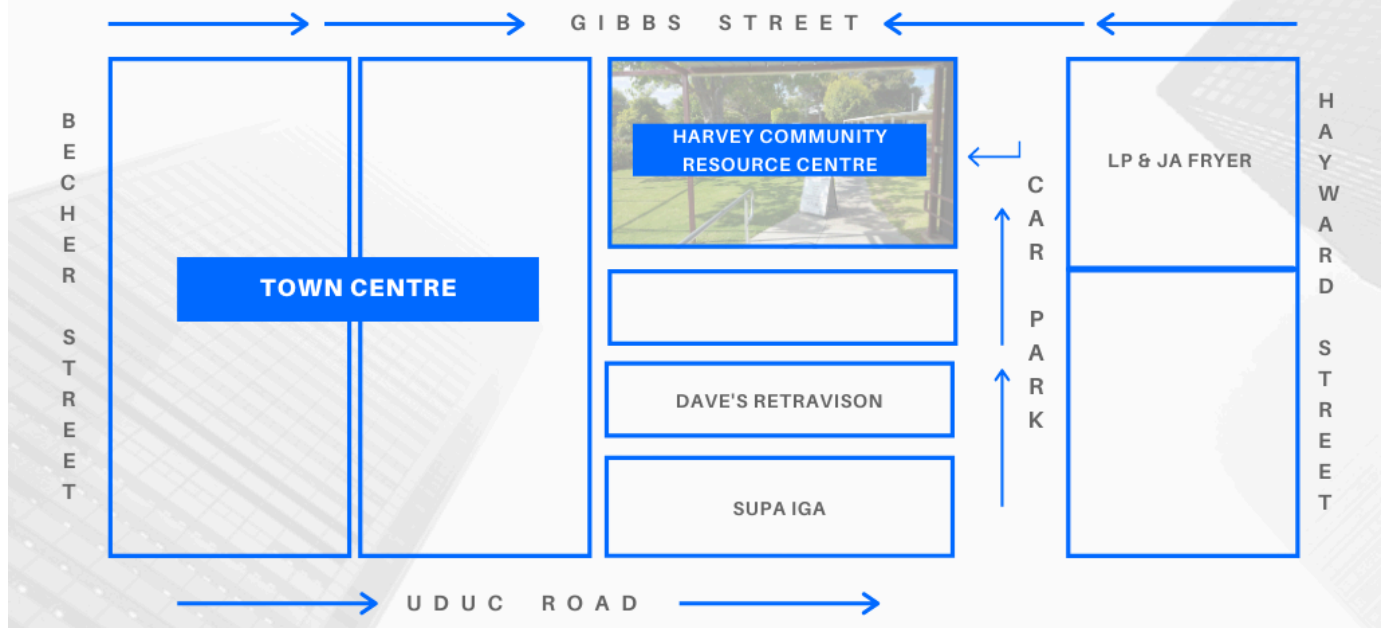 GIBBS STREET
BECHER STREET
HARVEY COMMUNITY
RESOURCE CENTRE
LP & JA FRYER
HAYWARD STREET
CAR PARK
TOWN CENTRE
DAVE'S RETRAVISON
SUPA IGA
UDUC ROAD